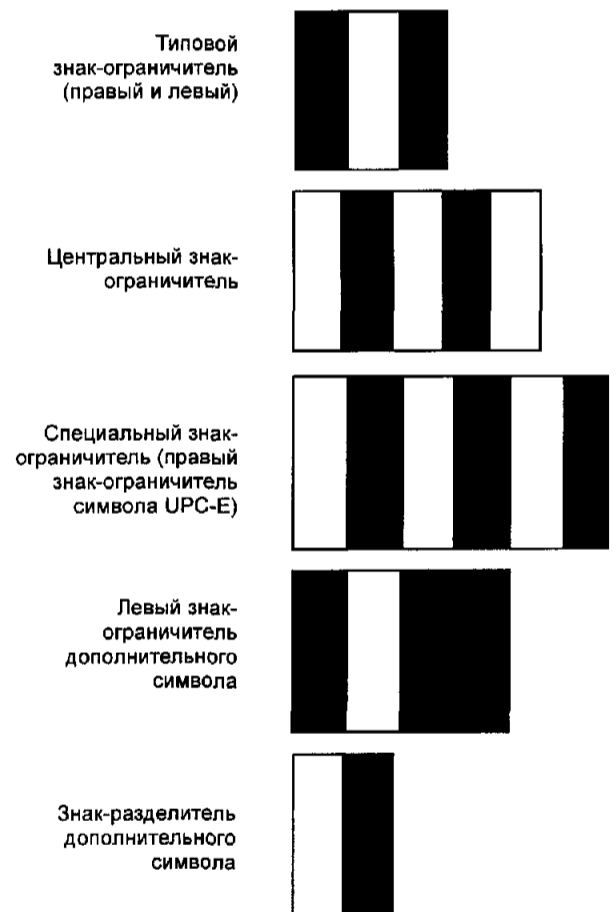 Типовой
знак-ограничитель
(правый и левый)
Центральный знак-
ограничитель
Специальный знак-
ограничитель (правый
знак-ограничитель
символа UPC-E)
Левый знак-
ограничитель
дополнительного
символа
Знак-разделитель
дополнительного
символа